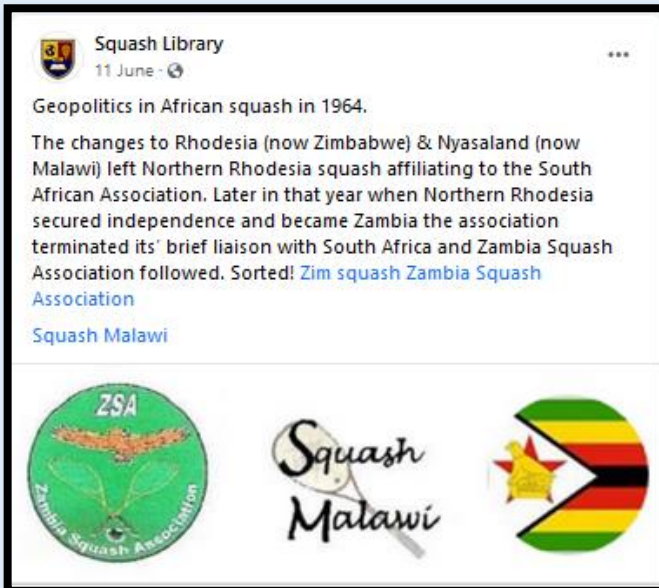 Squash Library
11 June ·
Geopolitics in African squash in 1964.
The changes to Rhodesia (now Zimbabwe) & Nyasaland (now
Malawi) left Northern Rhodesia squash affiliating to the South
African Association. Later in that year when Northern Rhodesia
secured independence and became Zambia the association
terminated its' brief liaison with South Africa and Zambia Squash
Association followed. Sorted! Zim squash Zambia Squash
Association
Squash Malawi
ZSA
Zambia Squash Association
Squash
Malawi